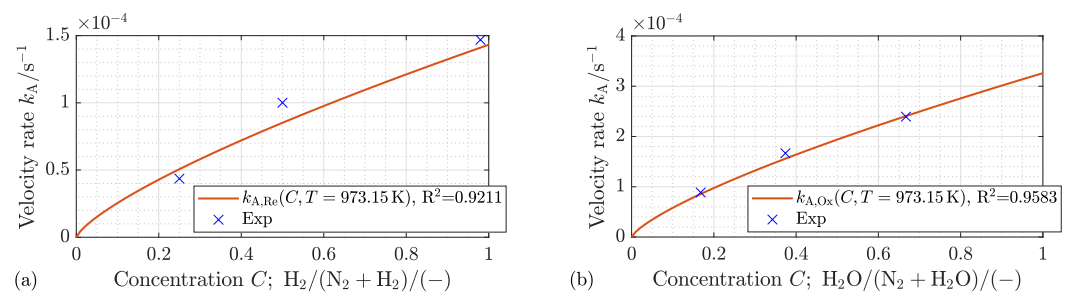 ×10⁻⁴
1.5
1
0.5
0
0 0.2 0.4 0.6 0.8 1
Velocity rate k_A/s⁻¹
k_A,Re(C, T = 973.15 K), R²=0.9211
Exp
(a) Concentration C; H₂/(N₂ + H₂)/(−)
×10⁻⁴
4
3
2
1
0
0 0.2 0.4 0.6 0.8 1
Velocity rate k_A/s⁻¹
k_A,Ox(C, T = 973.15 K), R²=0.9583
Exp
(b) Concentration C; H₂O/(N₂ + H₂O)/(−)